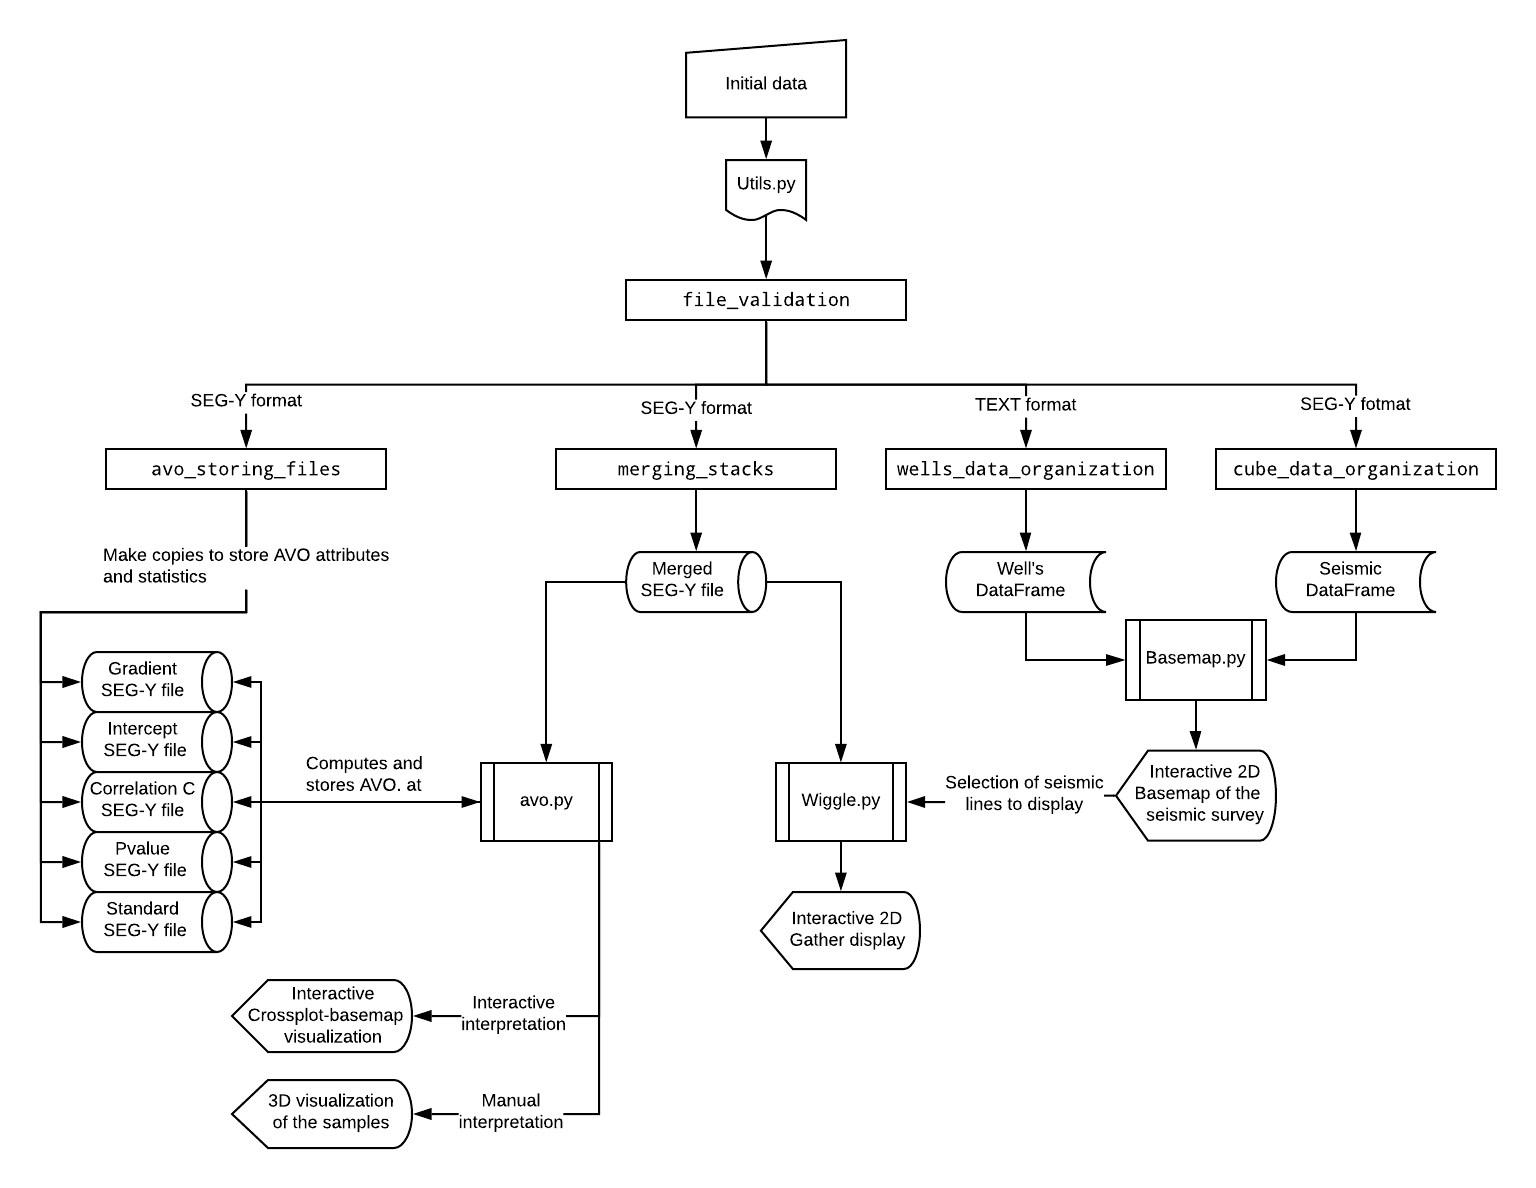 Initial data
Utils.py
file_validation
SEG-Y format
SEG-Y format
TEXT format
SEG-Y fotmat
avo_storing_files
merging_stacks
wells_data_organization
cube_data_organization
Make copies to store AVO attributes
and statistics
Merged
SEG-Y file
Well's
DataFrame
Seismic
DataFrame
Basemap.py
Gradient
SEG-Y file
Intercept
SEG-Y file
Correlation C
SEG-Y file
Pvalue
SEG-Y file
Standard
SEG-Y file
Computes and
stores AVO. at
avo.py
Wiggle.py
Selection of seismic
lines to display
Interactive 2D
Basemap of the
seismic survey
Interactive 2D
Gather display
Interactive
Crossplot-basemap
visualization
Interactive
interpretation
3D visualization
of the samples
Manual
interpretation